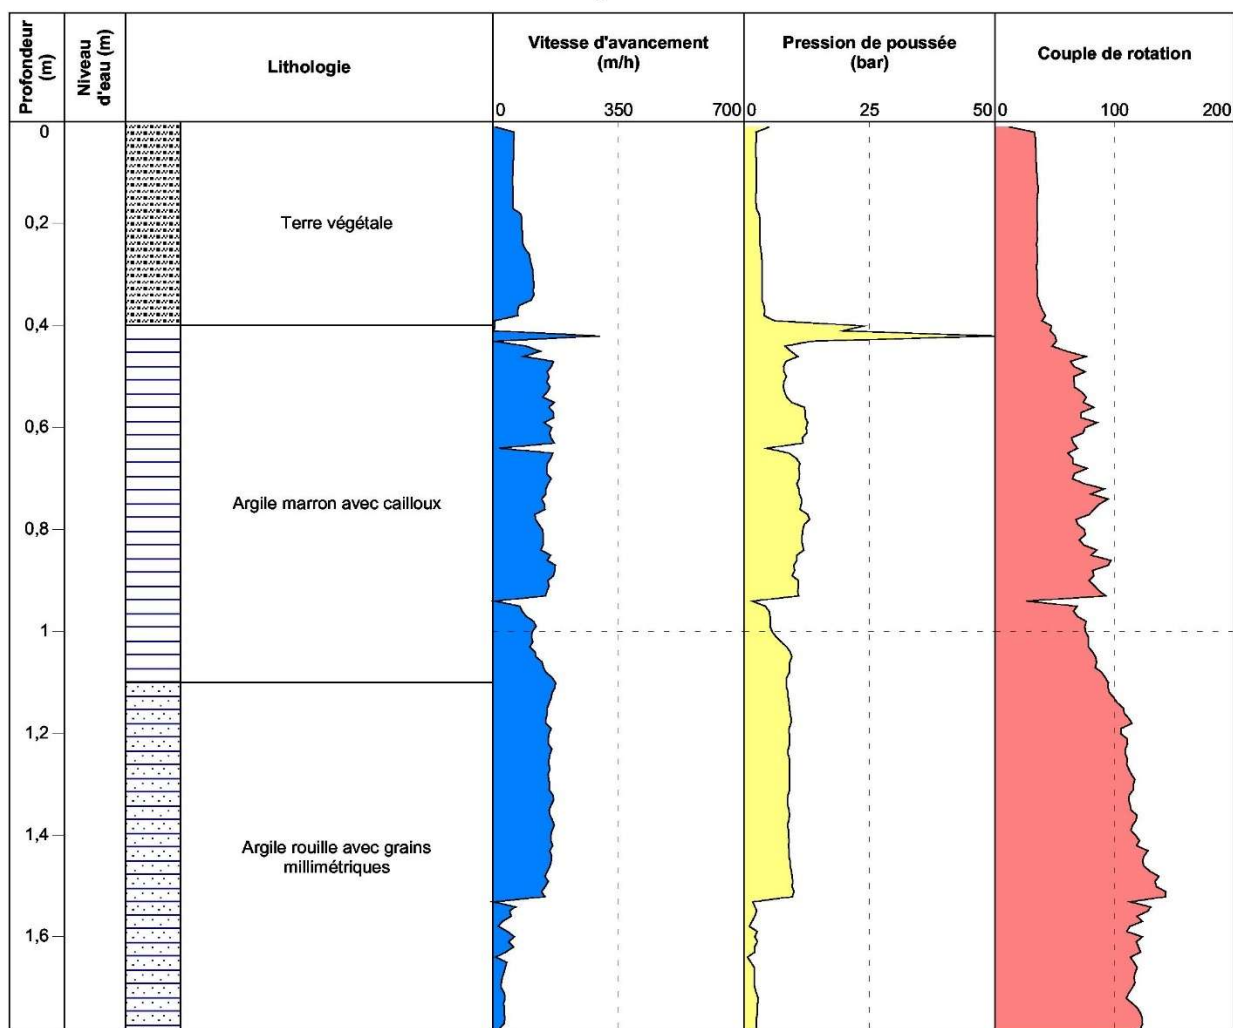 Profondeur
(m)
Niveau
d'eau (m)
Lithologie
Vitesse d'avancement
(m/h)
Pression de poussée
(bar)
Couple de rotation
0 350 700
0 25 50
0 100 200
0
0,2
0,4
0,6
0,8
1
1,2
1,4
1,6
Terre végétale
Argile marron avec cailloux
Argile rouille avec grains
millimétriques